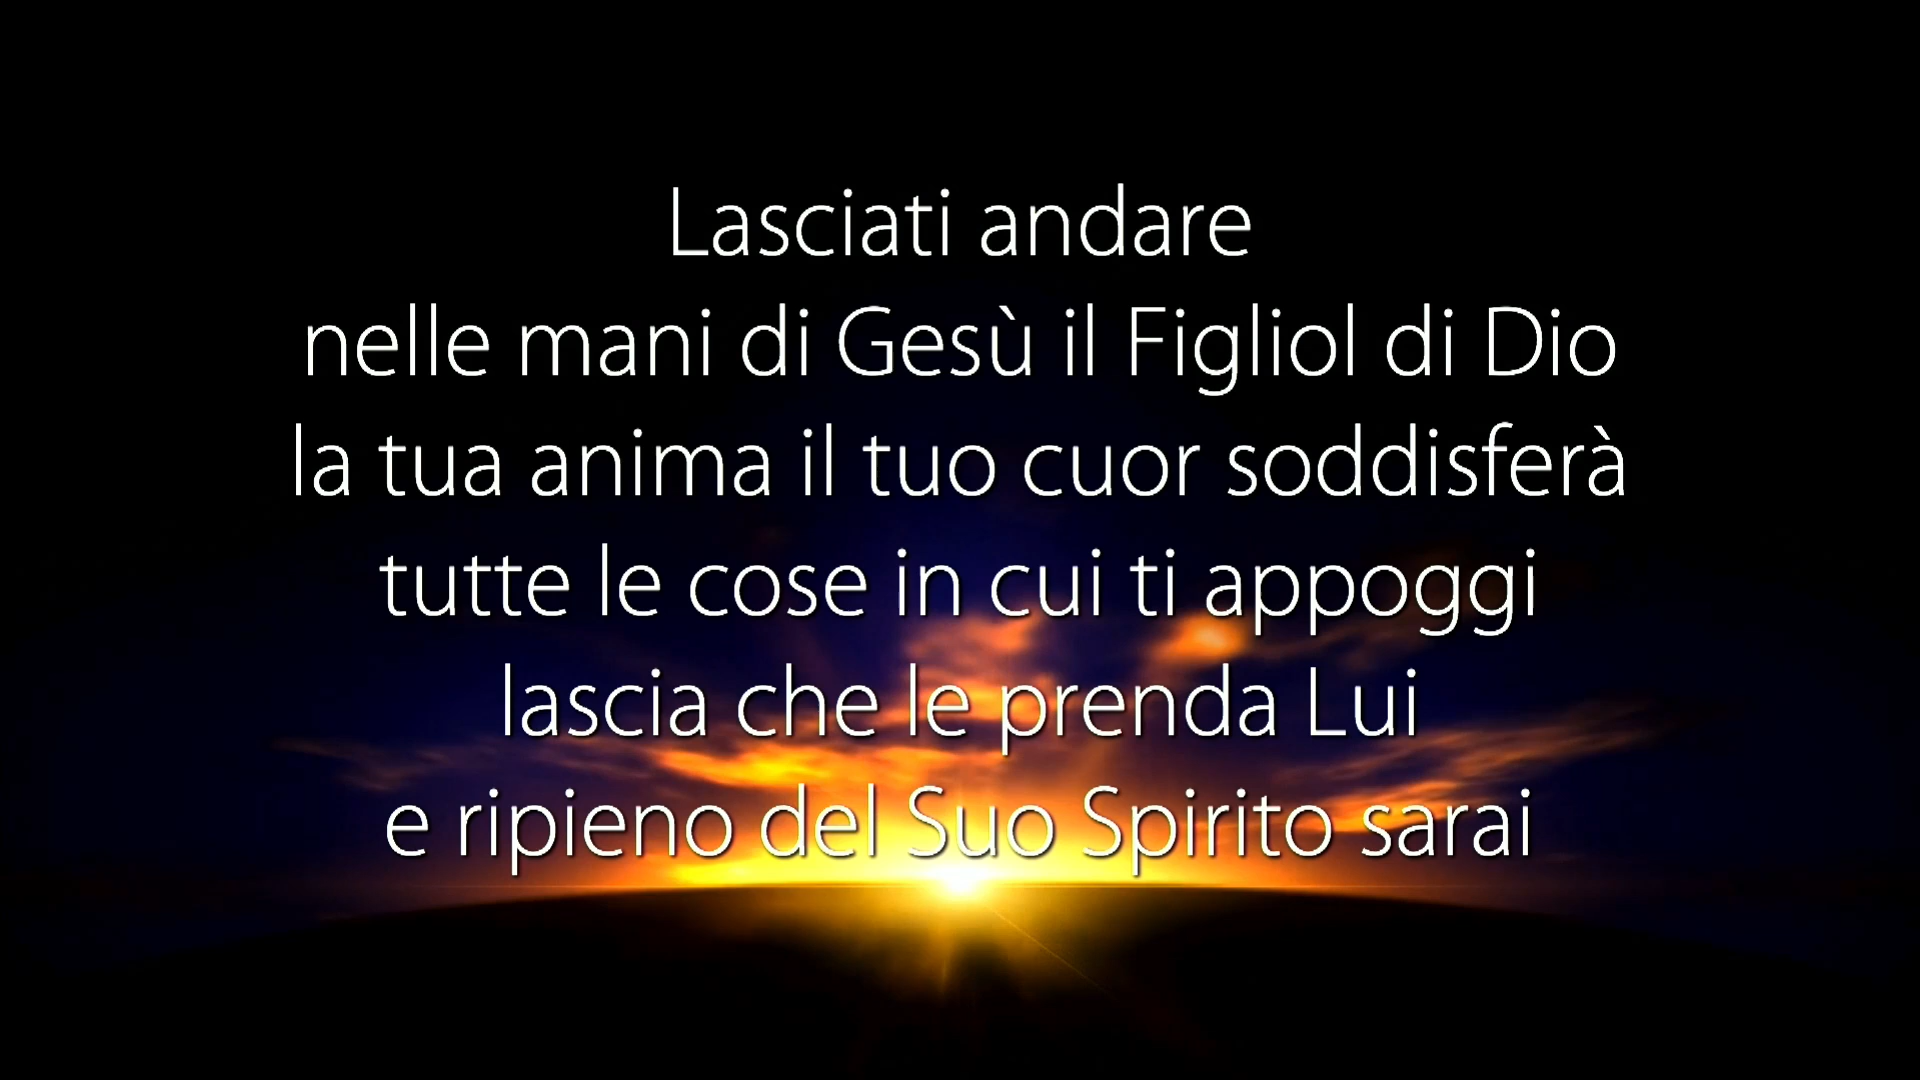 Lasciati andare
nelle mani di Gesù il Figliol di Dio
la tua anima il tuo cuor soddisferà
tutte le cose in cui ti appoggi
lascia che le prenda Lui
e ripieno del Suo Spirito sarai